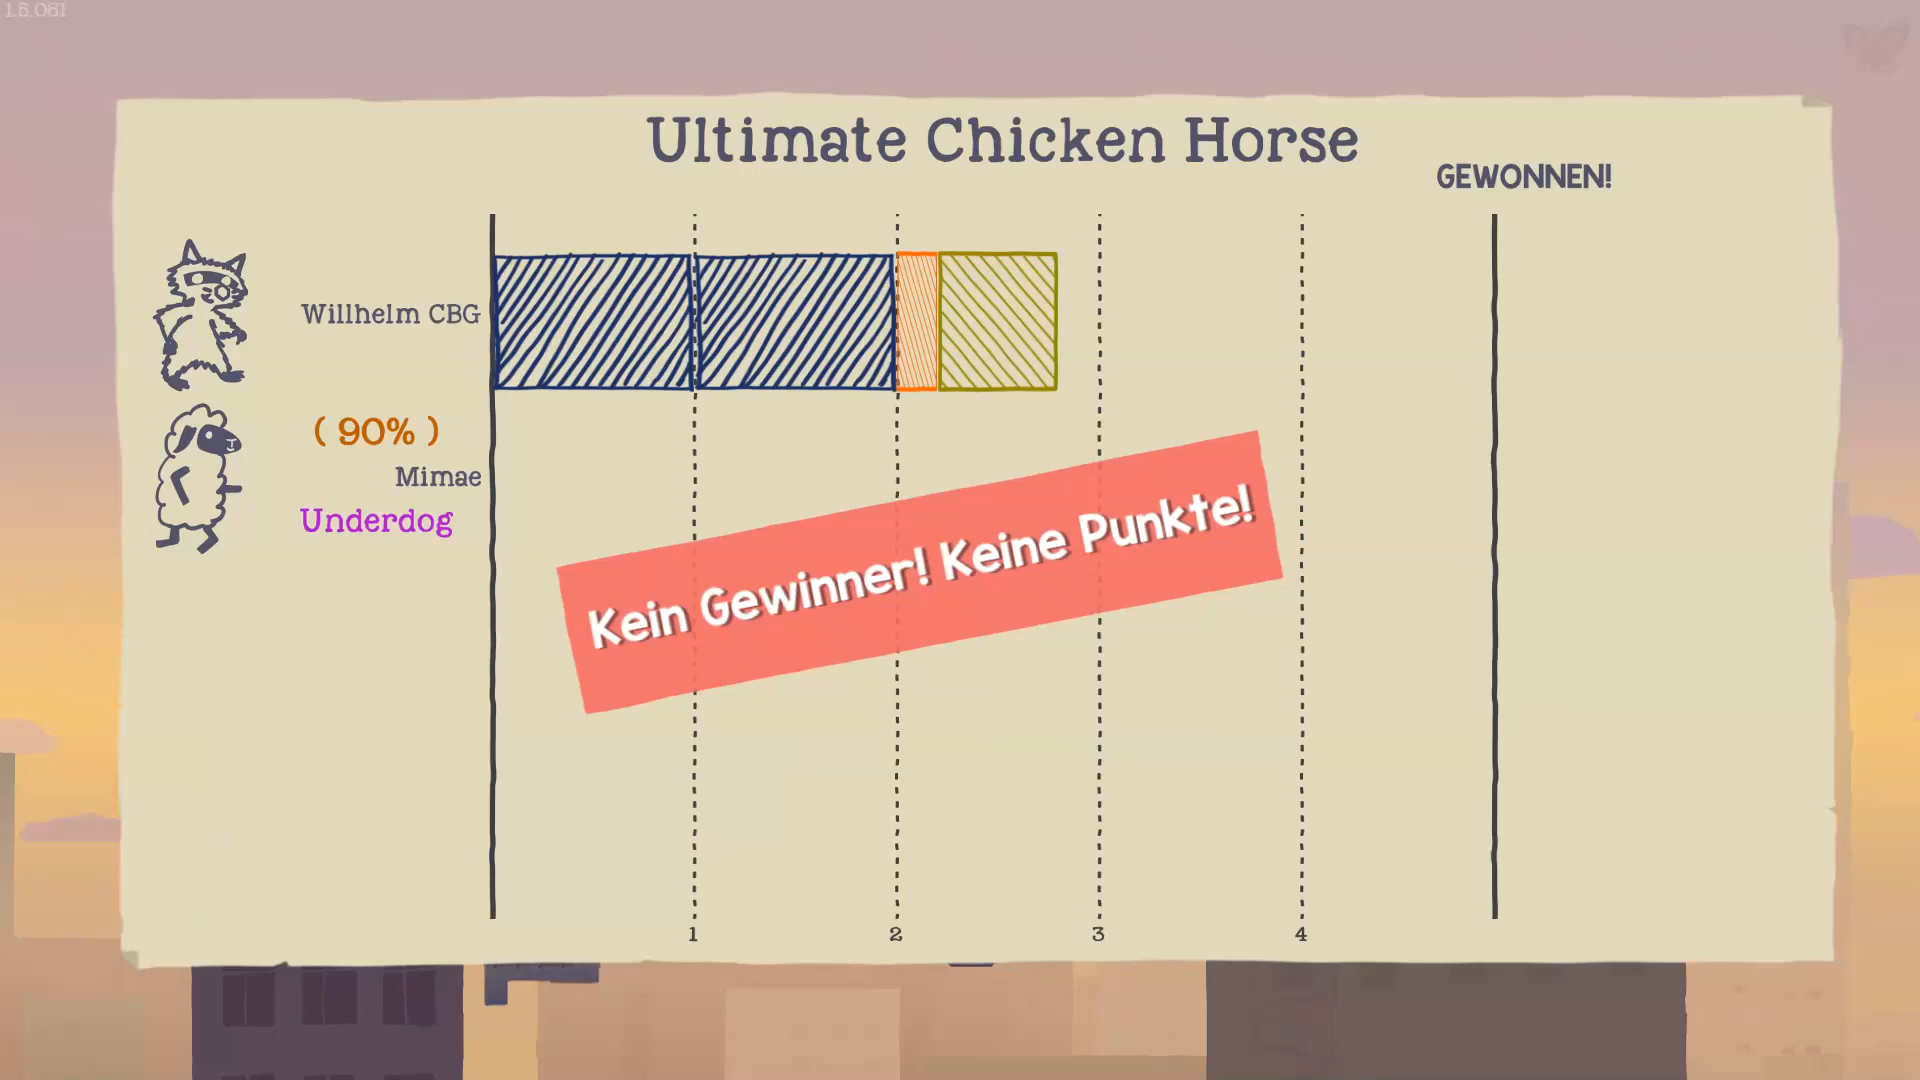 1.5.061
Ultimate Chicken Horse
GEWONNEN!
Willhelm CBG
( 90% )
Mimae
Underdog
Kein Gewinner! Keine Punkte!
1 2 3 4